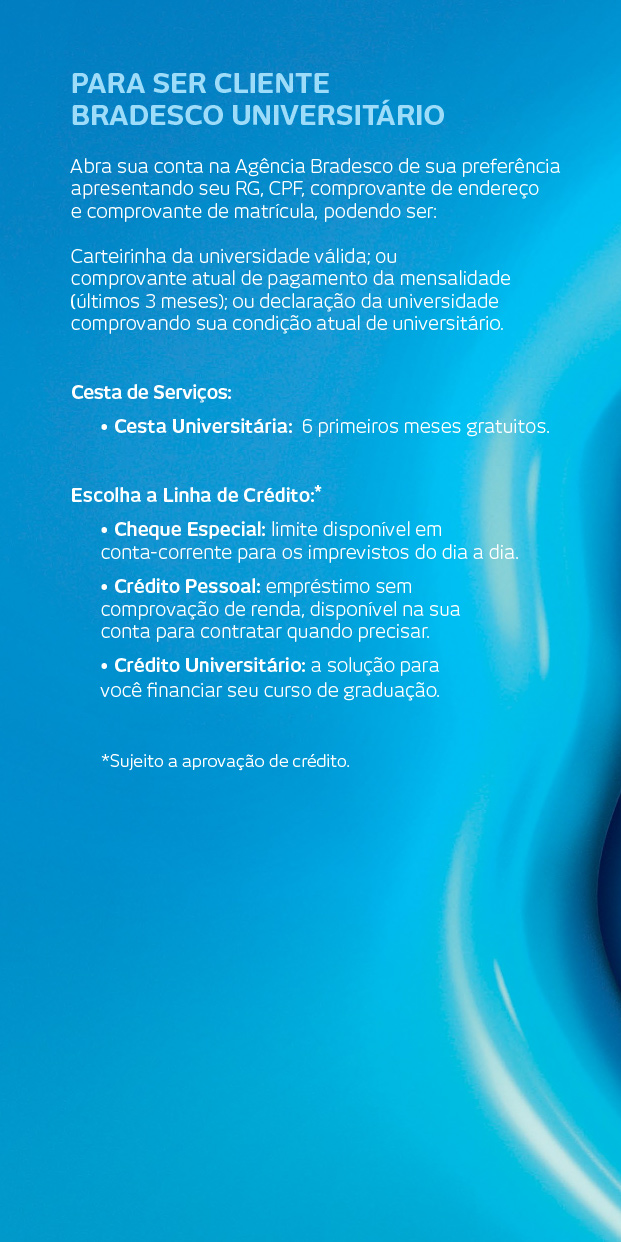 PARA SER CLIENTE
BRADESCO UNIVERSITÁRIO
Abra sua conta na Agência Bradesco de sua preferência
apresentando seu RG, CPF, comprovante de endereço
e comprovante de matrícula, podendo ser:
Carteirinha da universidade válida; ou
comprovante atual de pagamento da mensalidade
(últimos 3 meses); ou declaração da universidade
comprovando sua condição atual de universitário.
Cesta de Serviços:
• Cesta Universitária: 6 primeiros meses gratuitos.
Escolha a Linha de Crédito:*
• Cheque Especial: limite disponível em
conta-corrente para os imprevistos do dia a dia.
• Crédito Pessoal: empréstimo sem
comprovação de renda, disponível na sua
conta para contratar quando precisar.
• Crédito Universitário: a solução para
você financiar seu curso de graduação.
*Sujeito a aprovação de crédito.